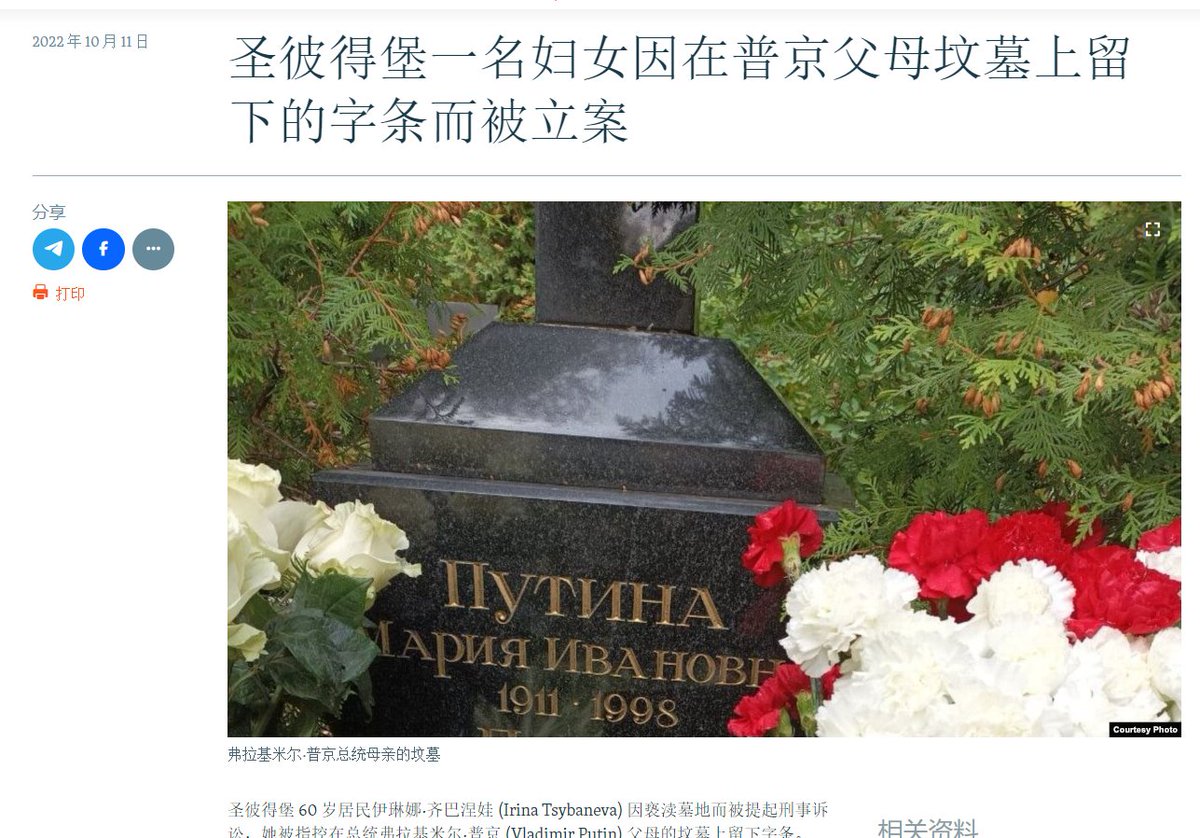 2022 年 10 月 11 日
圣彼得堡一名妇女因在普京父母坟墓上留
下的字条而被立案
分享
打印
ПУТИНА
МАРИЯ ИВАНОВН
1911 · 1998
Courtesy Photo
弗拉基米尔·普京总统母亲的坟墓
圣彼得堡 60 岁居民伊琳娜·齐巴涅娃 (Irina Tsybaneva) 因亵渎墓地而被提起刑事诉
讼，她被指控在总统弗拉基米尔·普京 (Vladimir Putin) 父母的坟墓上留下字条。
相关资料